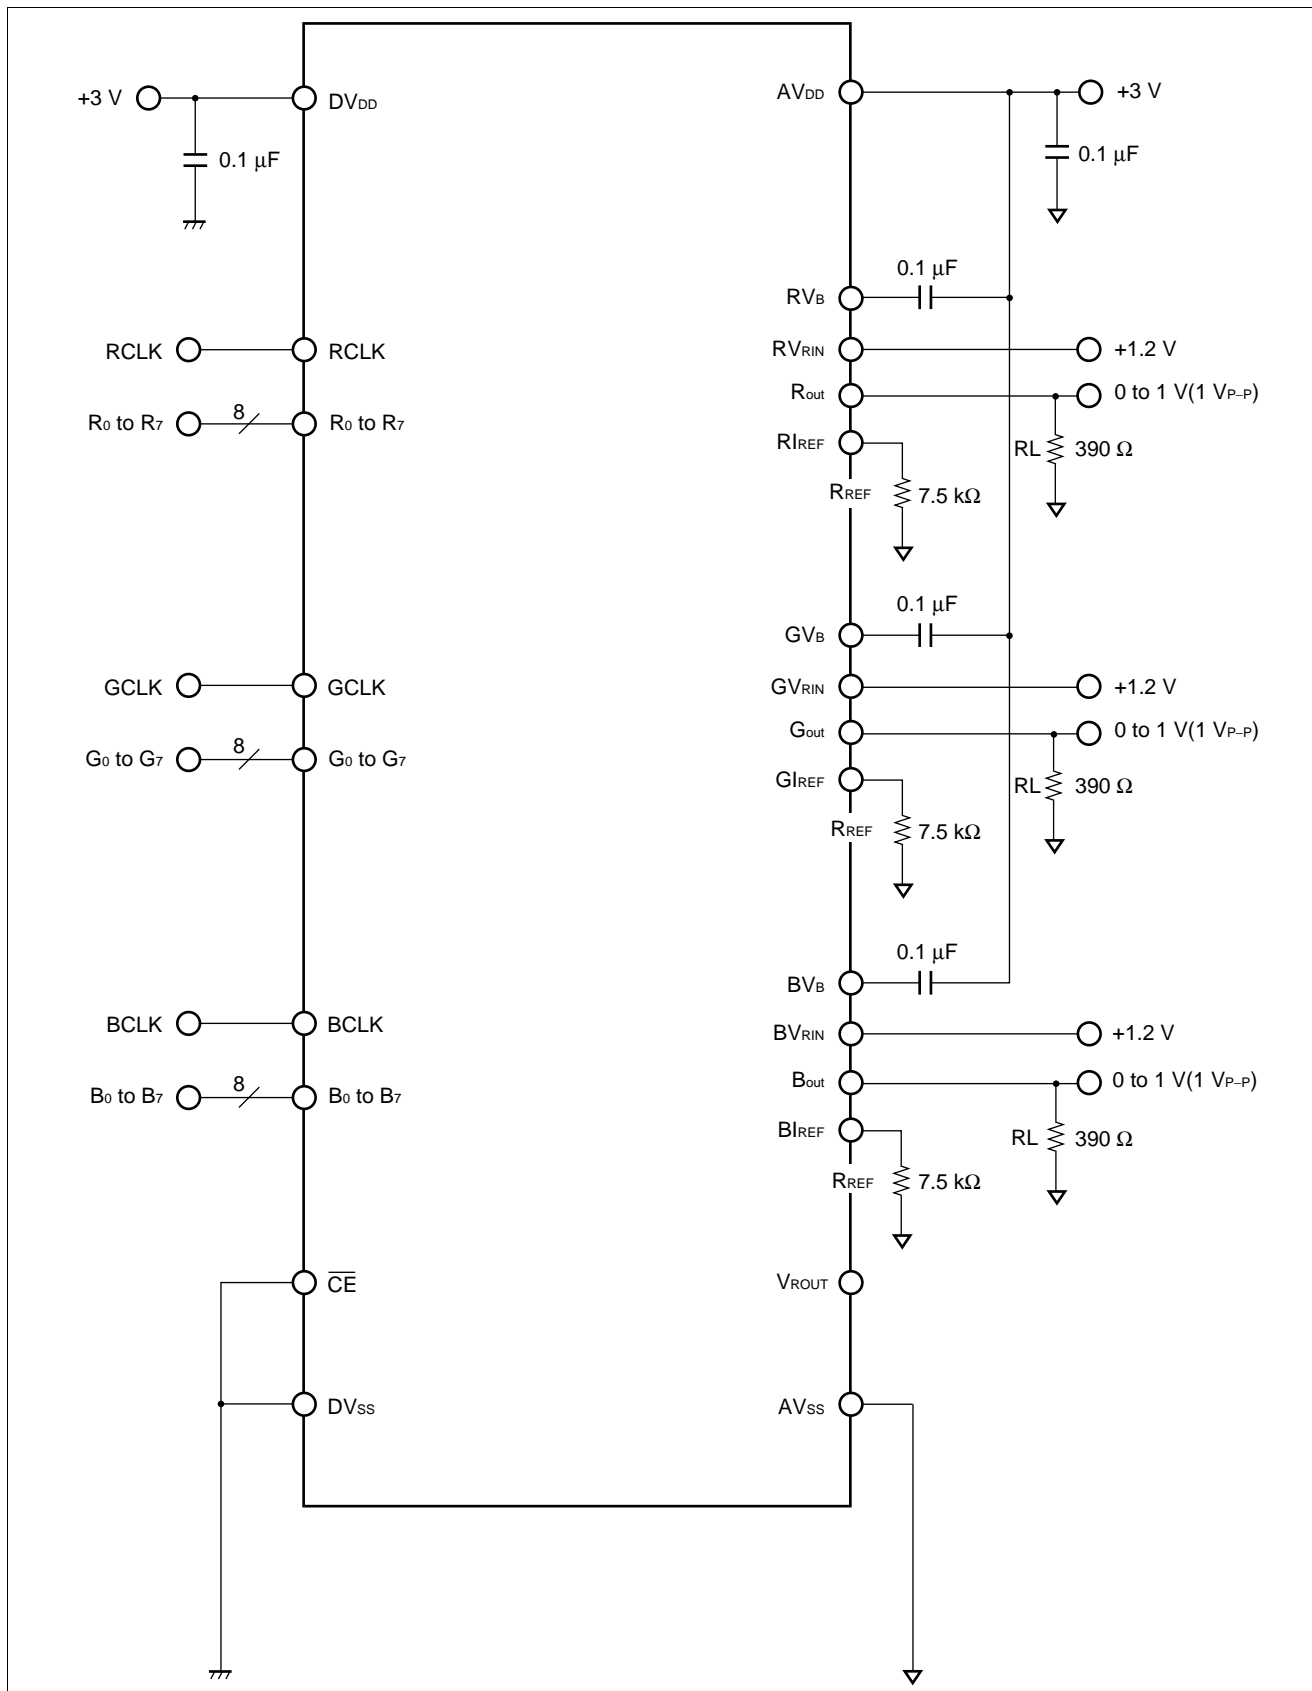 +3 V
DVDD
AVDD
+3 V
0.1 µF
0.1 µF
0.1 µF
RVB
RCLK
RCLK
RVRIN
+1.2 V
Rout
0 to 1 V(1 VP–P)
R0 to R7
8
R0 to R7
RIREF
RL
390 Ω
RREF
7.5 kΩ
0.1 µF
GVB
GCLK
GCLK
GVRIN
+1.2 V
Gout
0 to 1 V(1 VP–P)
G0 to G7
8
G0 to G7
GIREF
RL
390 Ω
RREF
7.5 kΩ
0.1 µF
BVB
BCLK
BCLK
BVRIN
+1.2 V
Bout
0 to 1 V(1 VP–P)
B0 to B7
8
B0 to B7
BIREF
RL
390 Ω
RREF
7.5 kΩ
CE
VROUT
DVSS
AVSS